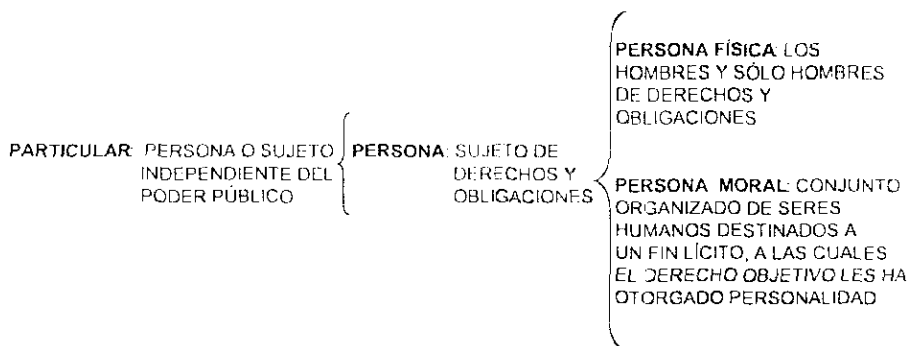 PARTICULAR: PERSONA O SUJETO
INDEPENDIENTE DEL
PODER PÚBLICO
PERSONA: SUJETO DE
DERECHOS Y
OBLIGACIONES
PERSONA FÍSICA: LOS
HOMBRES Y SÓLO HOMBRES
DE DERECHOS Y
OBLIGACIONES
PERSONA MORAL: CONJUNTO
ORGANIZADO DE SERES
HUMANOS DESTINADOS A
UN FIN LÍCITO, A LAS CUALES
EL DERECHO OBJETIVO LES HA
OTORGADO PERSONALIDAD